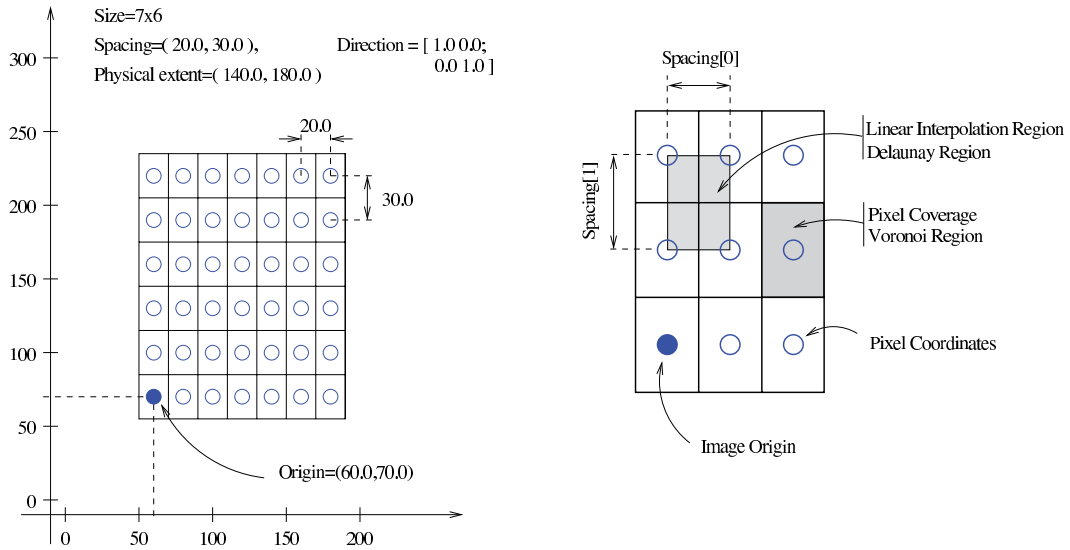 Size=7x6
Spacing=( 20.0, 30.0 ),
Physical extent=( 140.0, 180.0 )
Direction = [ 1.0 0.0;
0.0 1.0 ]
300
250
200
150
100
50
0
0
50
100
150
200
20.0
30.0
Origin=(60.0,70.0)
Spacing[0]
Spacing[1]
Linear Interpolation Region
Delaunay Region
Pixel Coverage
Voronoi Region
Pixel Coordinates
Image Origin